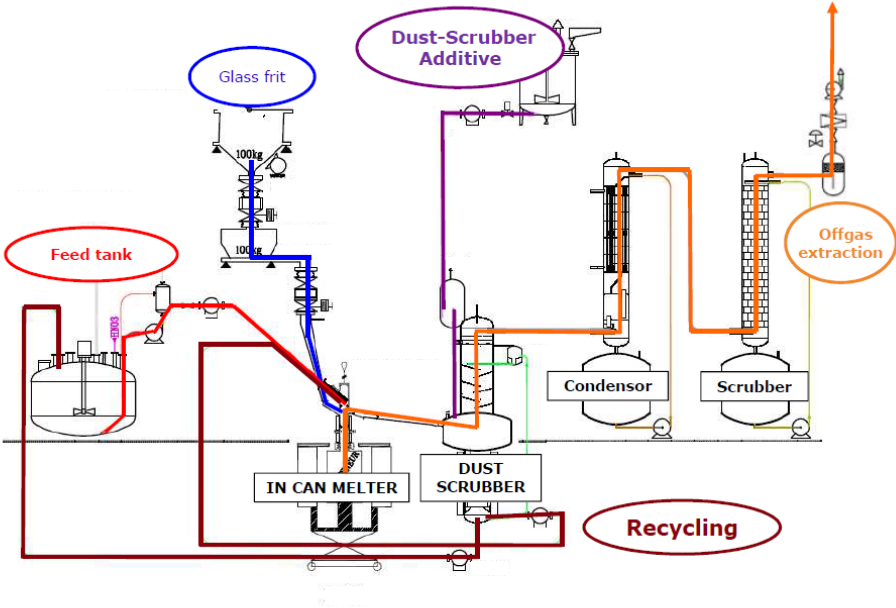 Dust-Scrubber
Additive
Glass frit
100kg
100kg
Feed tank
HNO3
Offgas
extraction
Condensor
Scrubber
IN CAN MELTER
DUST
SCRUBBER
Recycling